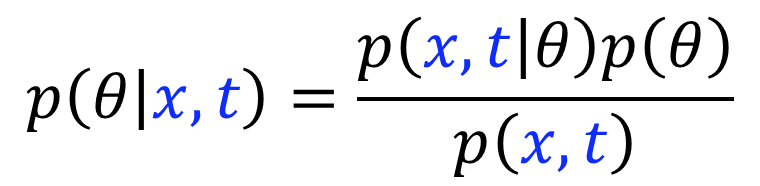 p(θ|x, t) = p(x, t|θ)p(θ) / p(x, t)